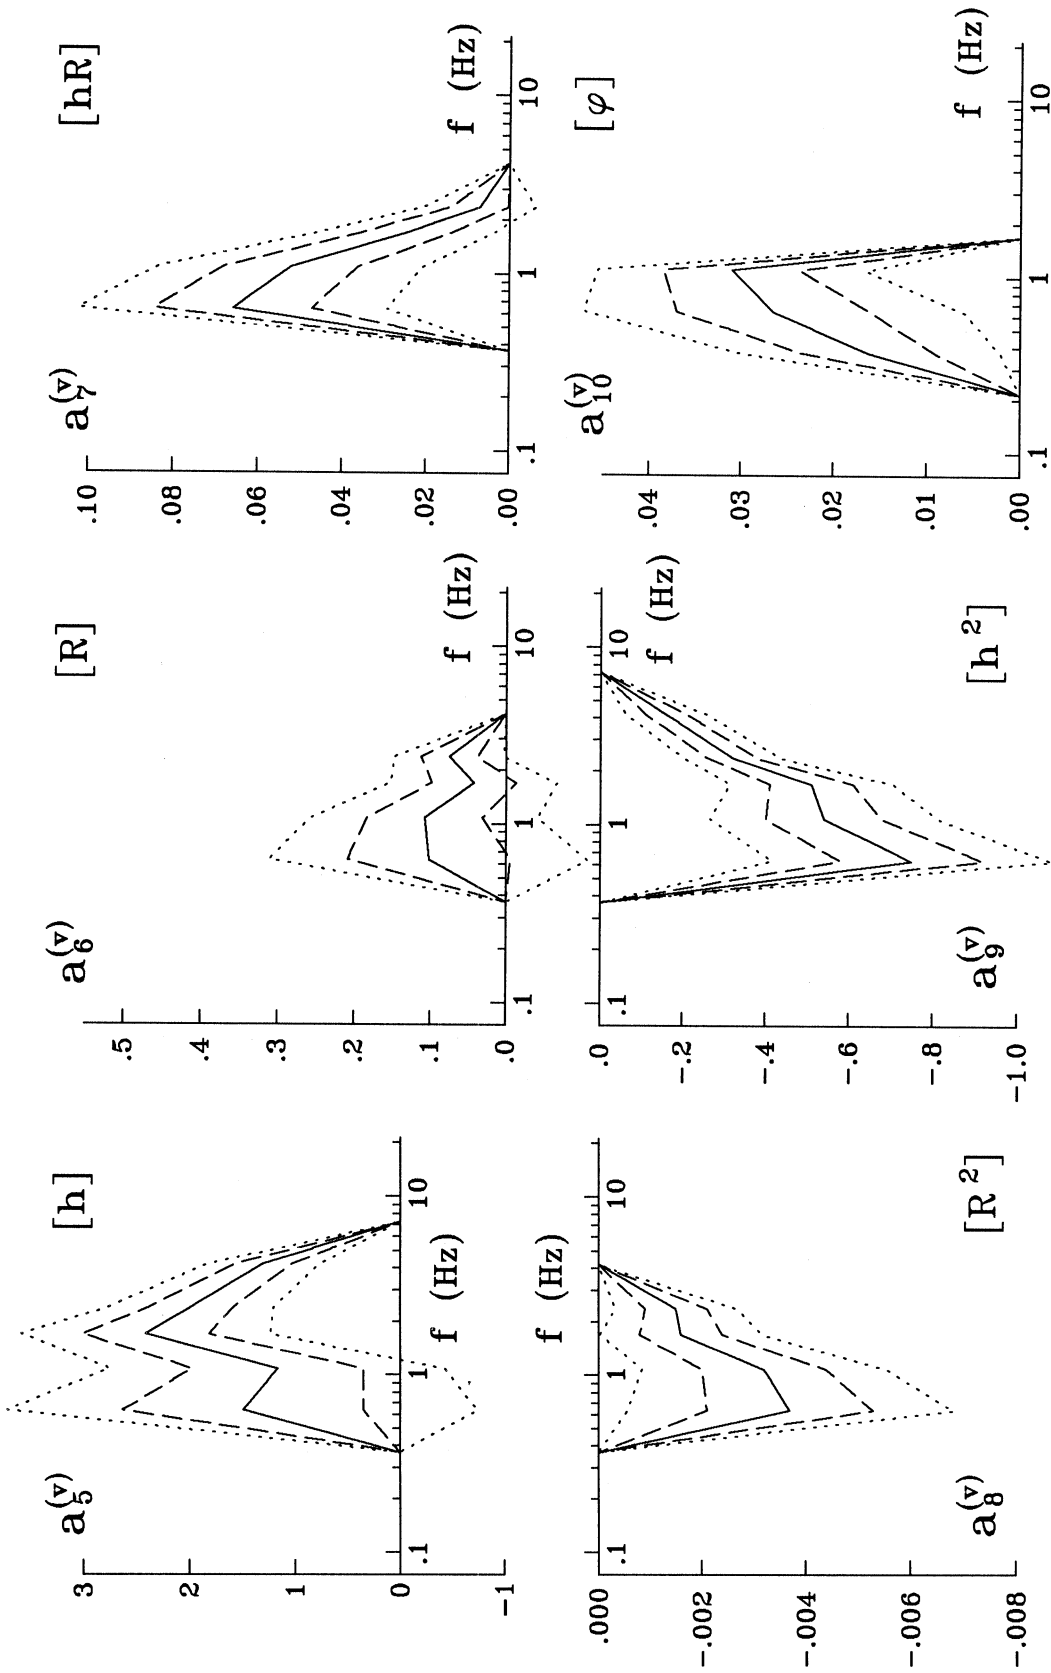 a5(v) [h]
3
2
1
0
-1
.1 1 10
f (Hz)
a6(v) [R]
.5
.4
.3
.2
.1
.0
.1 1 10
f (Hz)
a7(v) [hR]
.10
.08
.06
.04
.02
.00
.1 1 10
f (Hz)
a8(v) [R2]
.000
-.002
-.004
-.006
-.008
.1 1 10
f (Hz)
a9(v) [h2]
.0
-.2
-.4
-.6
-.8
-1.0
.1 1 10
f (Hz)
a10(v) [φ]
.04
.03
.02
.01
.00
.1 1 10
f (Hz)